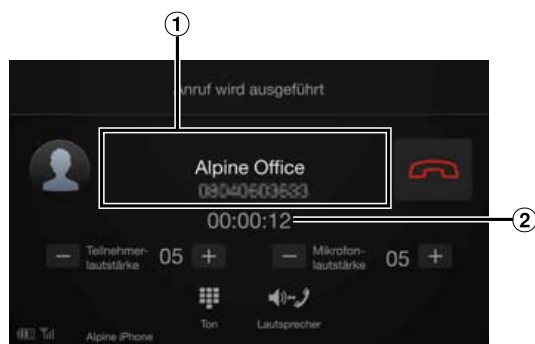 ①
Anruf wird ausgeführt
Alpine Office
08040603633
00:00:12
②
− Teilnehmer-lautstärke 05 +
− Mikrofon-lautstärke 05 +
Ton
Lautsprecher
Alpine iPhone